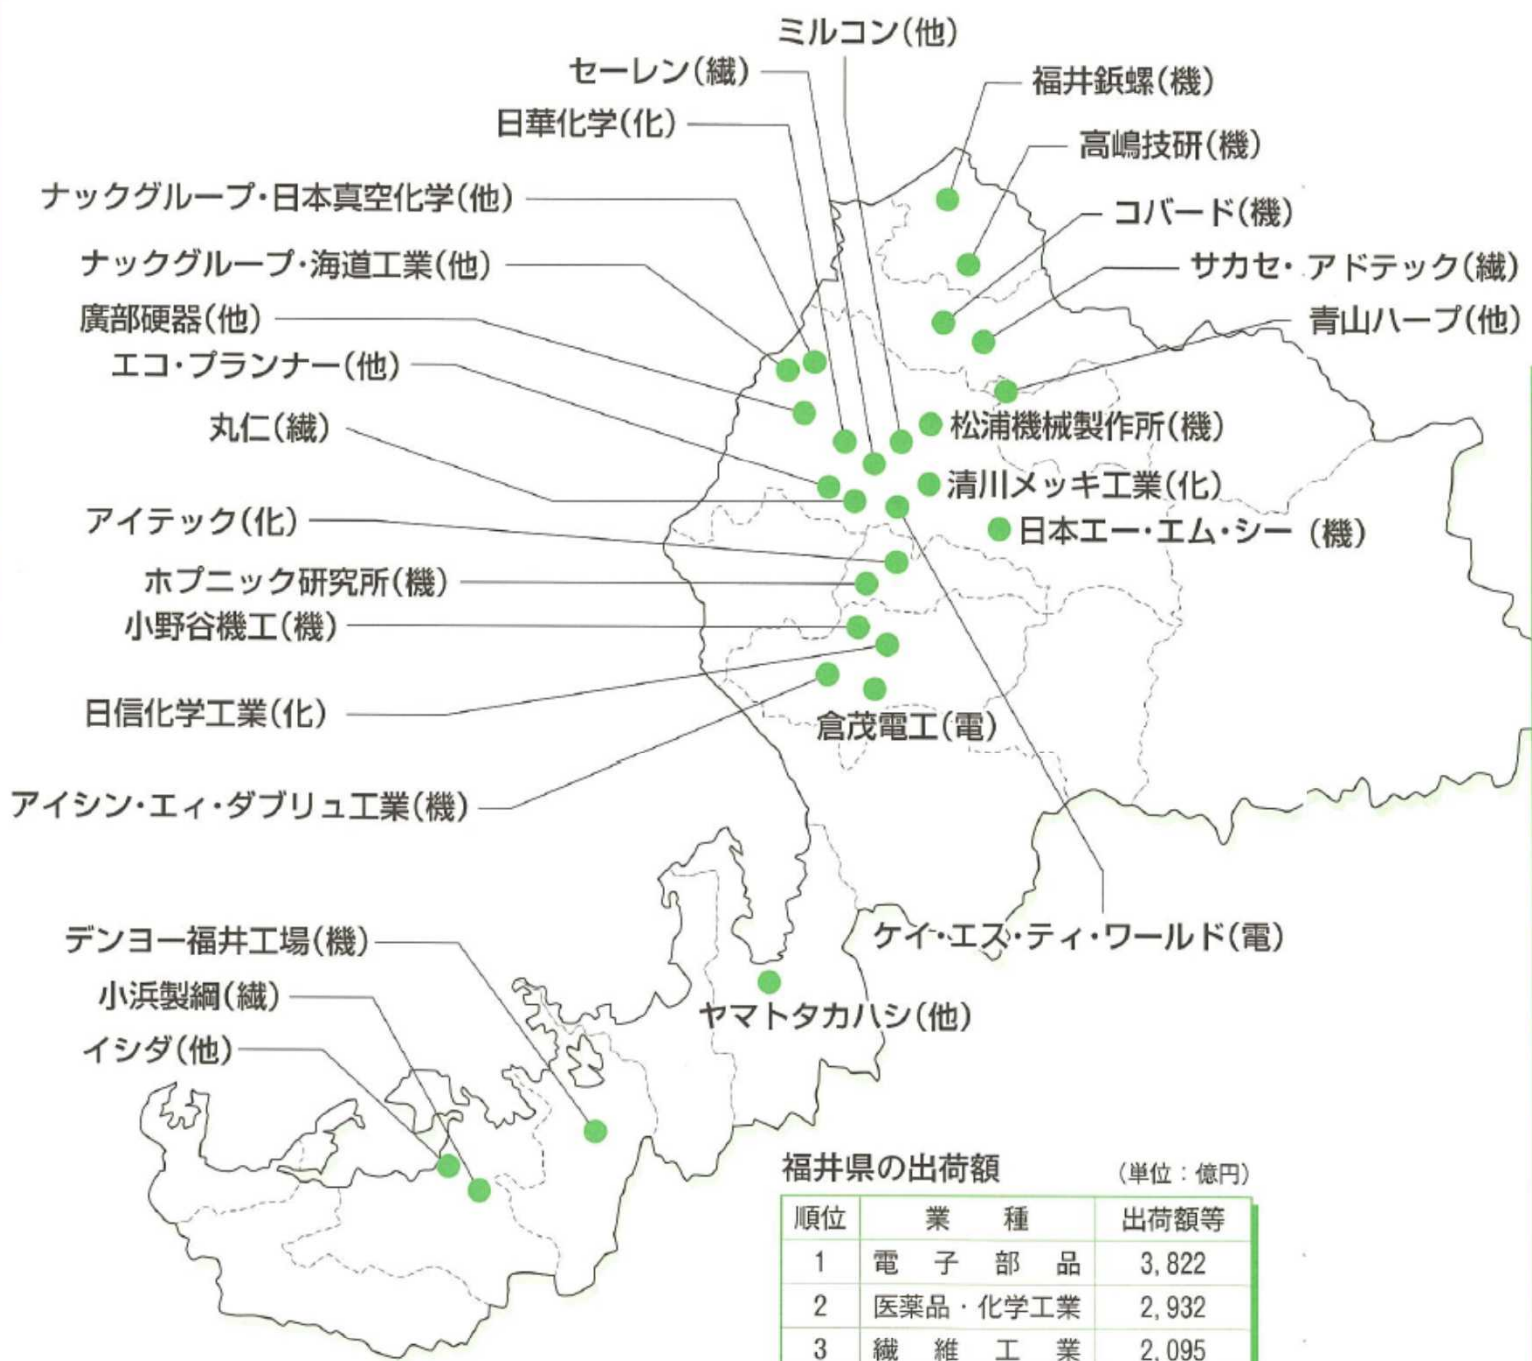 ミルコン(他)
セーレン(繊)
福井鋲螺(機)
日華化学(化)
高嶋技研(機)
ナックグループ・日本真空化学(他)
コバード(機)
ナックグループ・海道工業(他)
サカセ・アドテック(繊)
廣部硬器(他)
青山ハープ(他)
エコ・プランナー(他)
丸仁(繊)
松浦機械製作所(機)
清川メッキ工業(化)
アイテック(化)
日本エー・エム・シー(機)
ホプニック研究所(機)
小野谷機工(機)
日信化学工業(化)
倉茂電工(電)
アイシン・エィ・ダブリュ工業(機)
ケイ・エス・ティ・ワールド(電)
デンヨー福井工場(機)
小浜製綱(繊)
ヤマトタカハシ(他)
イシダ(他)
福井県の出荷額 (単位:億円)
順位 業種 出荷額等
1 電子部品 3,822
2 医薬品・化学工業 2,932
3 繊維工業 2,095